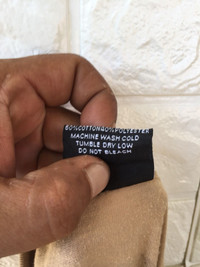 60%COTTON40%POLYESTER
MACHINE WASH COLD
TUMBLE DRY LOW
DO NOT BLEACH